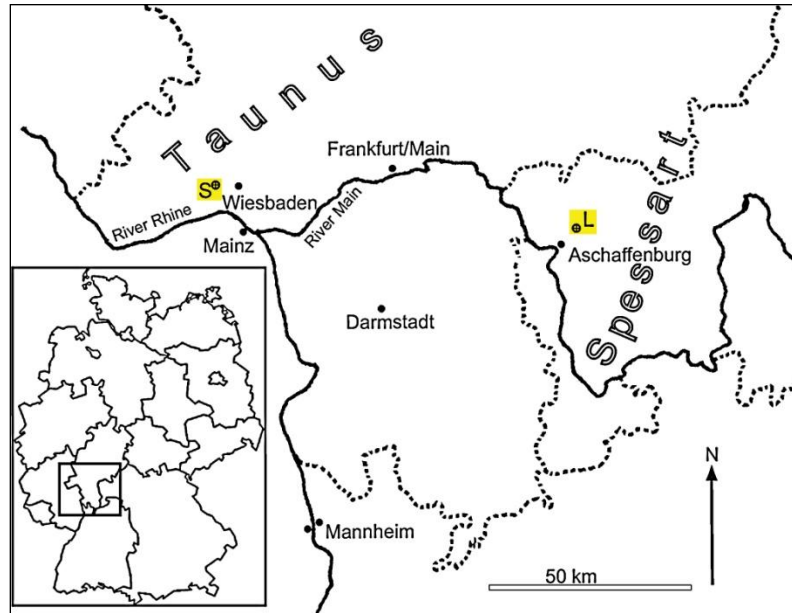 Taunus
Frankfurt/Main
S
Wiesbaden
River Rhine
River Main
Mainz
L
Aschaffenburg
Spessart
Darmstadt
Mannheim
N
50 km